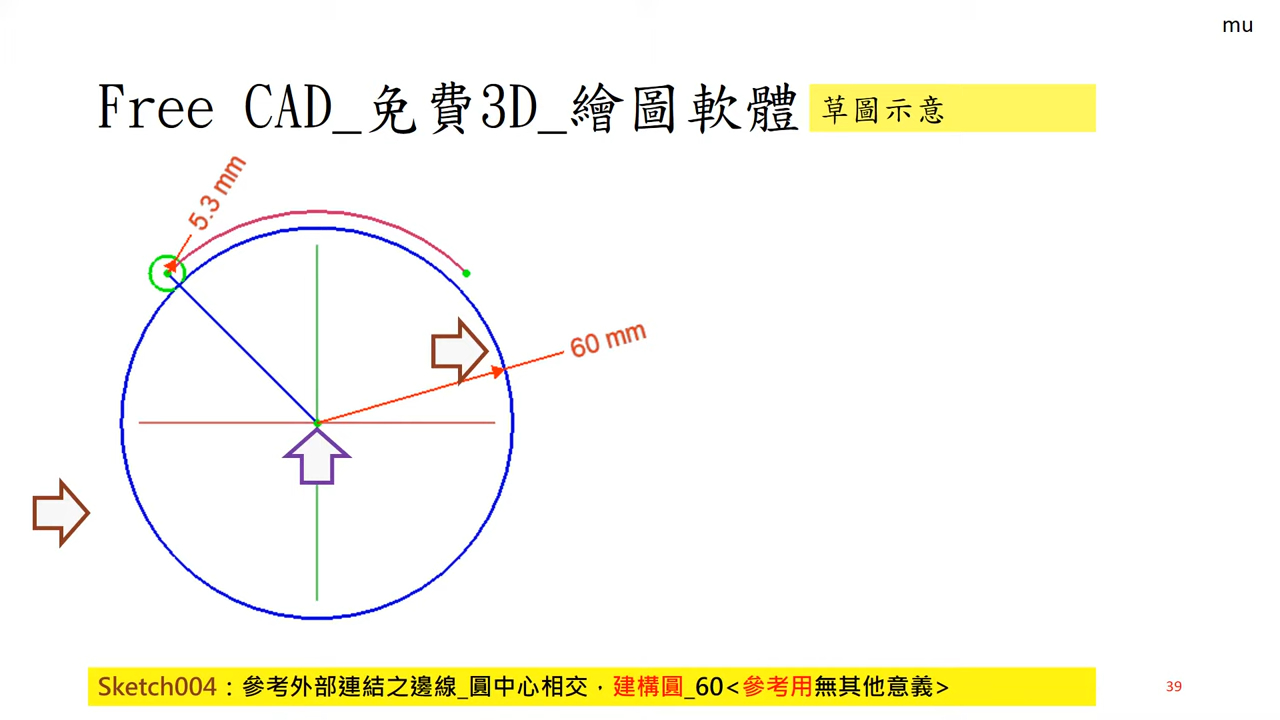 mu
Free CAD_免費3D_繪圖軟體
草圖示意
5.3 mm
60 mm
Sketch004：參考外部連結之邊線_圓中心相交，建構圓_60<參考用無其他意義>
39